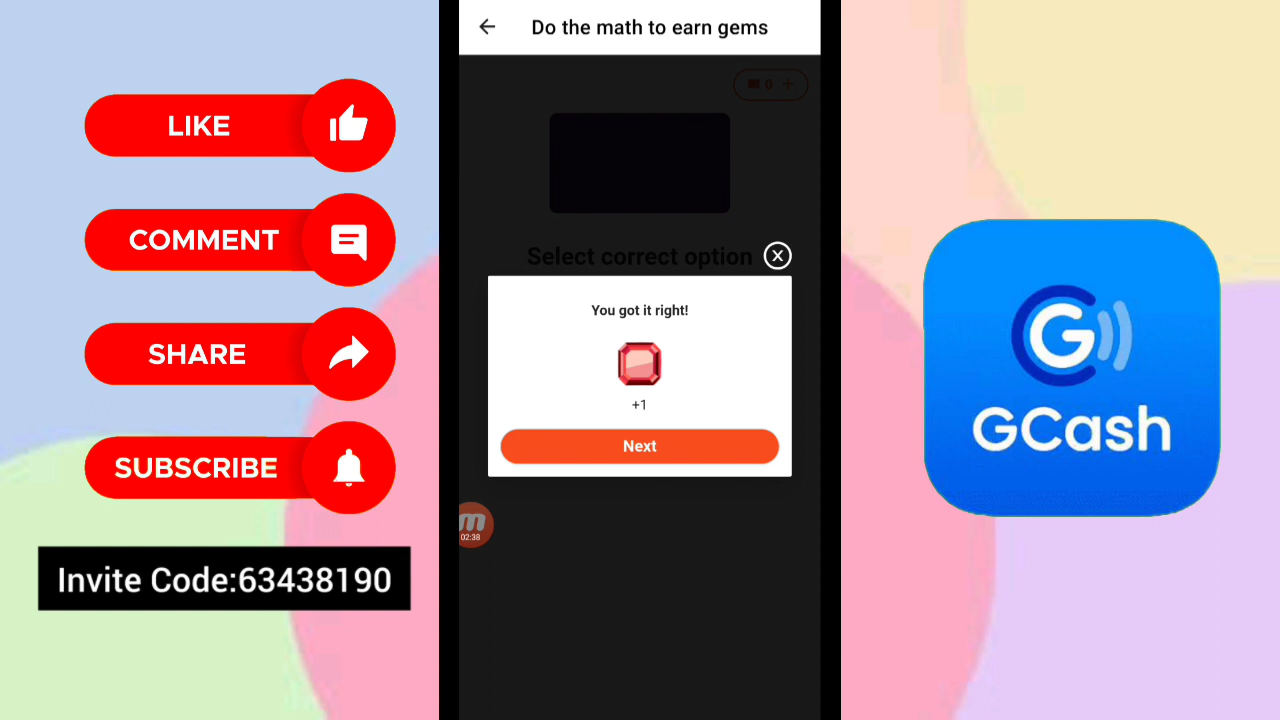 LIKE
COMMENT
SHARE
SUBSCRIBE
Invite Code:63438190
Do the math to earn gems
0 +
Select correct option
You got it right!
+1
Next
m
02:38
G
GCash